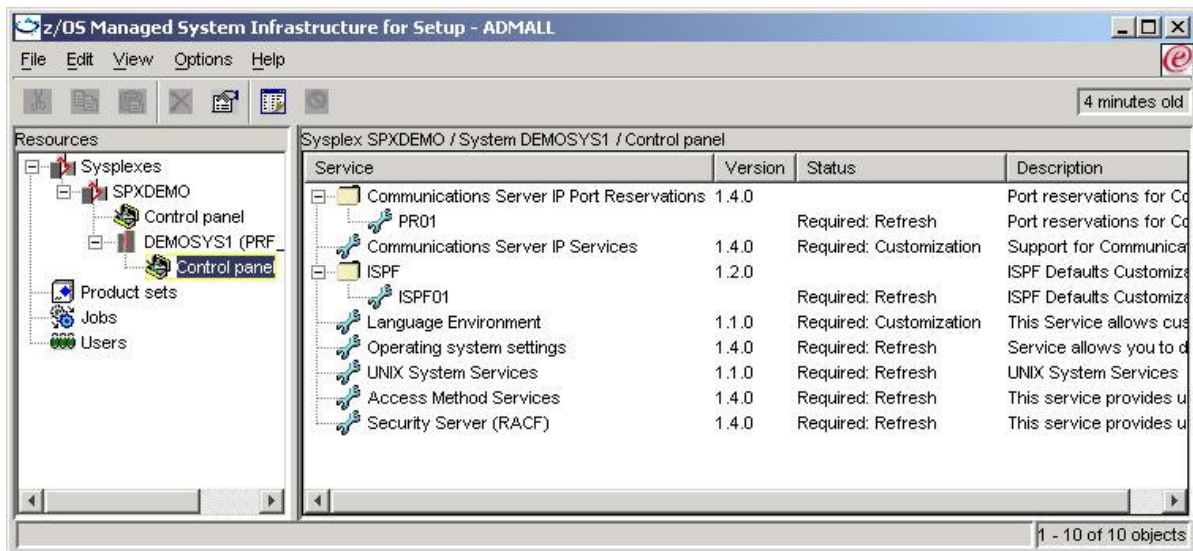 z/OS Managed System Infrastructure for Setup - ADMALL
File Edit View Options Help
4 minutes old
Resources
Sysplexes
SPXDEMO
Control panel
DEMOSYS1 (PRF_
Control panel
Product sets
Jobs
Users
Sysplex SPXDEMO / System DEMOSYS1 / Control panel
Service Version Status Description
Communications Server IP Port Reservations 1.4.0 Port reservations for Co
PR01 Required: Refresh Port reservations for Co
Communications Server IP Services 1.4.0 Required: Customization Support for Communica
ISPF 1.2.0 ISPF Defaults Customiza
ISPF01 Required: Refresh ISPF Defaults Customiza
Language Environment 1.1.0 Required: Customization This Service allows cus
Operating system settings 1.4.0 Required: Refresh Service allows you to d
UNIX System Services 1.1.0 Required: Refresh UNIX System Services
Access Method Services 1.4.0 Required: Refresh This service provides u
Security Server (RACF) 1.4.0 Required: Refresh This service provides u
1 - 10 of 10 objects